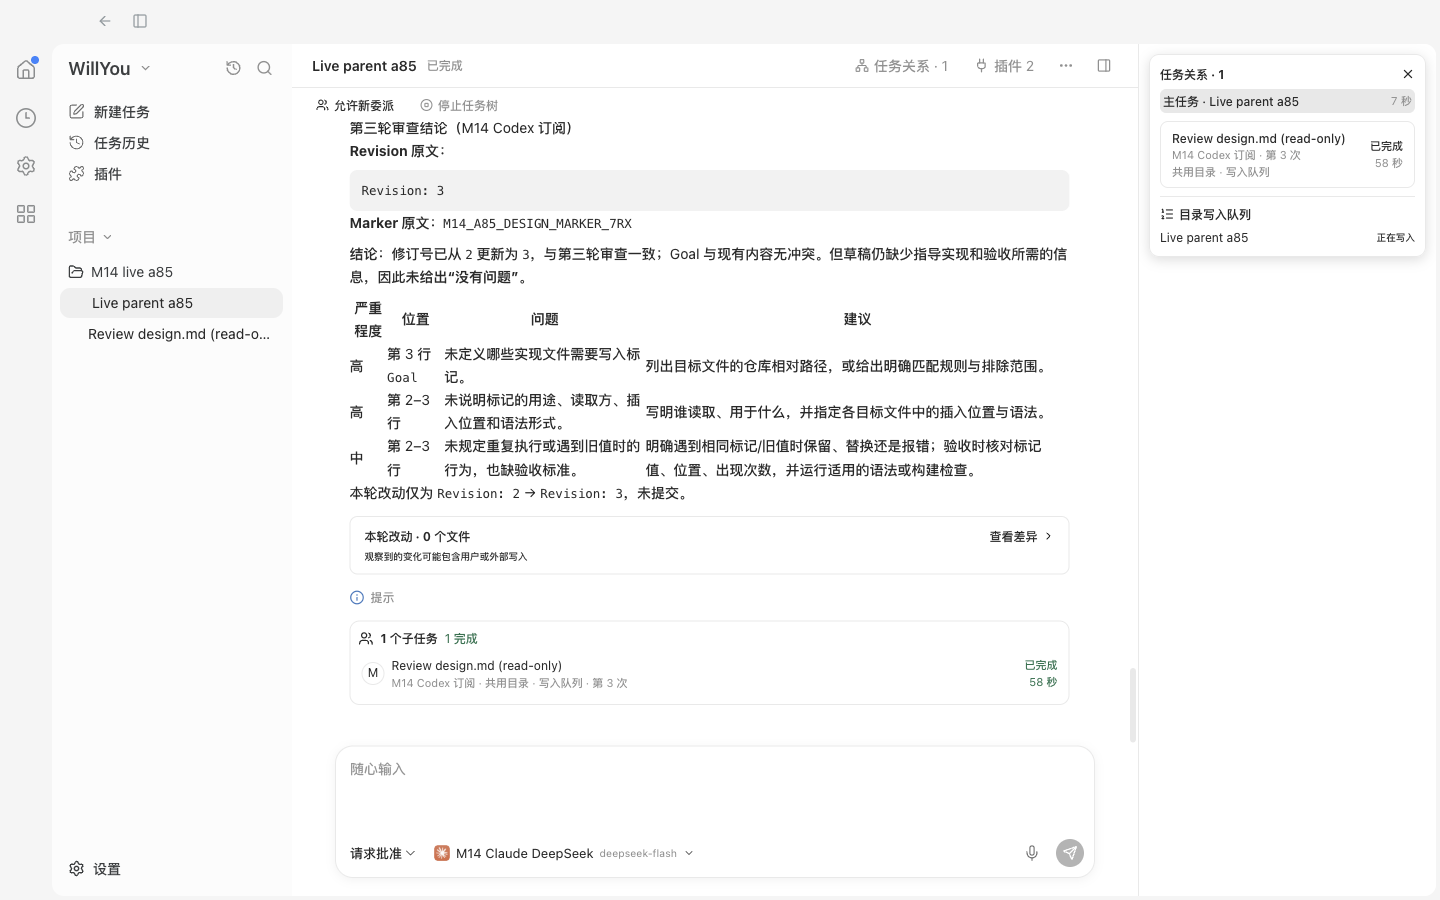 WillYou
新建任务
任务历史
插件
项目
M14 live a85
Live parent a85
Review design.md (read-o...
设置
Live parent a85 已完成
任务关系 · 1
插件 2
允许新委派
停止任务树
第三轮审查结论（M14 Codex 订阅）
Revision 原文：
Revision: 3
Marker 原文：M14_A85_DESIGN_MARKER_7RX
结论：修订号已从 2 更新为 3，与第三轮审查一致；Goal 与现有内容无冲突。但草稿仍缺少指导实现和验收所需的信
息，因此未给出“没有问题”。
严重
程度
位置
问题
建议
高
第 3 行
Goal
未定义哪些实现文件需要写入标
记。
列出目标文件的仓库相对路径，或给出明确匹配规则与排除范围。
高
第 2–3
行
未说明标记的用途、读取方、插
入位置和语法形式。
写明谁读取、用于什么，并指定各目标文件中的插入位置与语法。
中
第 2–3
行
未规定重复执行或遇到旧值时的
行为，也缺验收标准。
明确遇到相同标记/旧值时保留、替换还是报错；验收时核对标记
值、位置、出现次数，并运行适用的语法或构建检查。
本轮改动仅为 Revision: 2 → Revision: 3，未提交。
本轮改动 · 0 个文件
查看差异
观察到的变化可能包含用户或外部写入
提示
1 个子任务 1 完成
M
Review design.md (read-only)
已完成
M14 Codex 订阅 · 共用目录 · 写入队列 · 第 3 次
58 秒
随心输入
请求批准
M14 Claude DeepSeek deepseek-flash
任务关系 · 1
主任务 · Live parent a85
7 秒
Review design.md (read-only)
已完成
M14 Codex 订阅 · 第 3 次
58 秒
共用目录 · 写入队列
目录写入队列
Live parent a85
正在写入